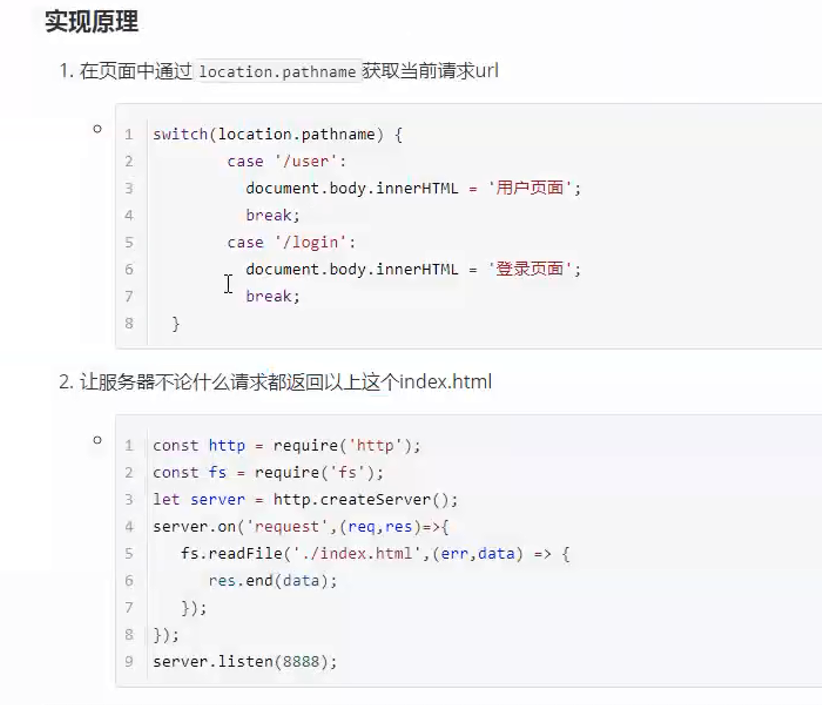 实现原理
1. 在页面中通过 location.pathname 获取当前请求url
1 switch(location.pathname) {
2 case '/user':
3 document.body.innerHTML = '用户页面';
4 break;
5 case '/login':
6 document.body.innerHTML = '登录页面';
7 break;
8 }
2. 让服务器不论什么请求都返回以上这个index.html
1 const http = require('http');
2 const fs = require('fs');
3 let server = http.createServer();
4 server.on('request',(req,res)=>{
5 fs.readFile('./index.html',(err,data) => {
6 res.end(data);
7 });
8 });
9 server.listen(8888);